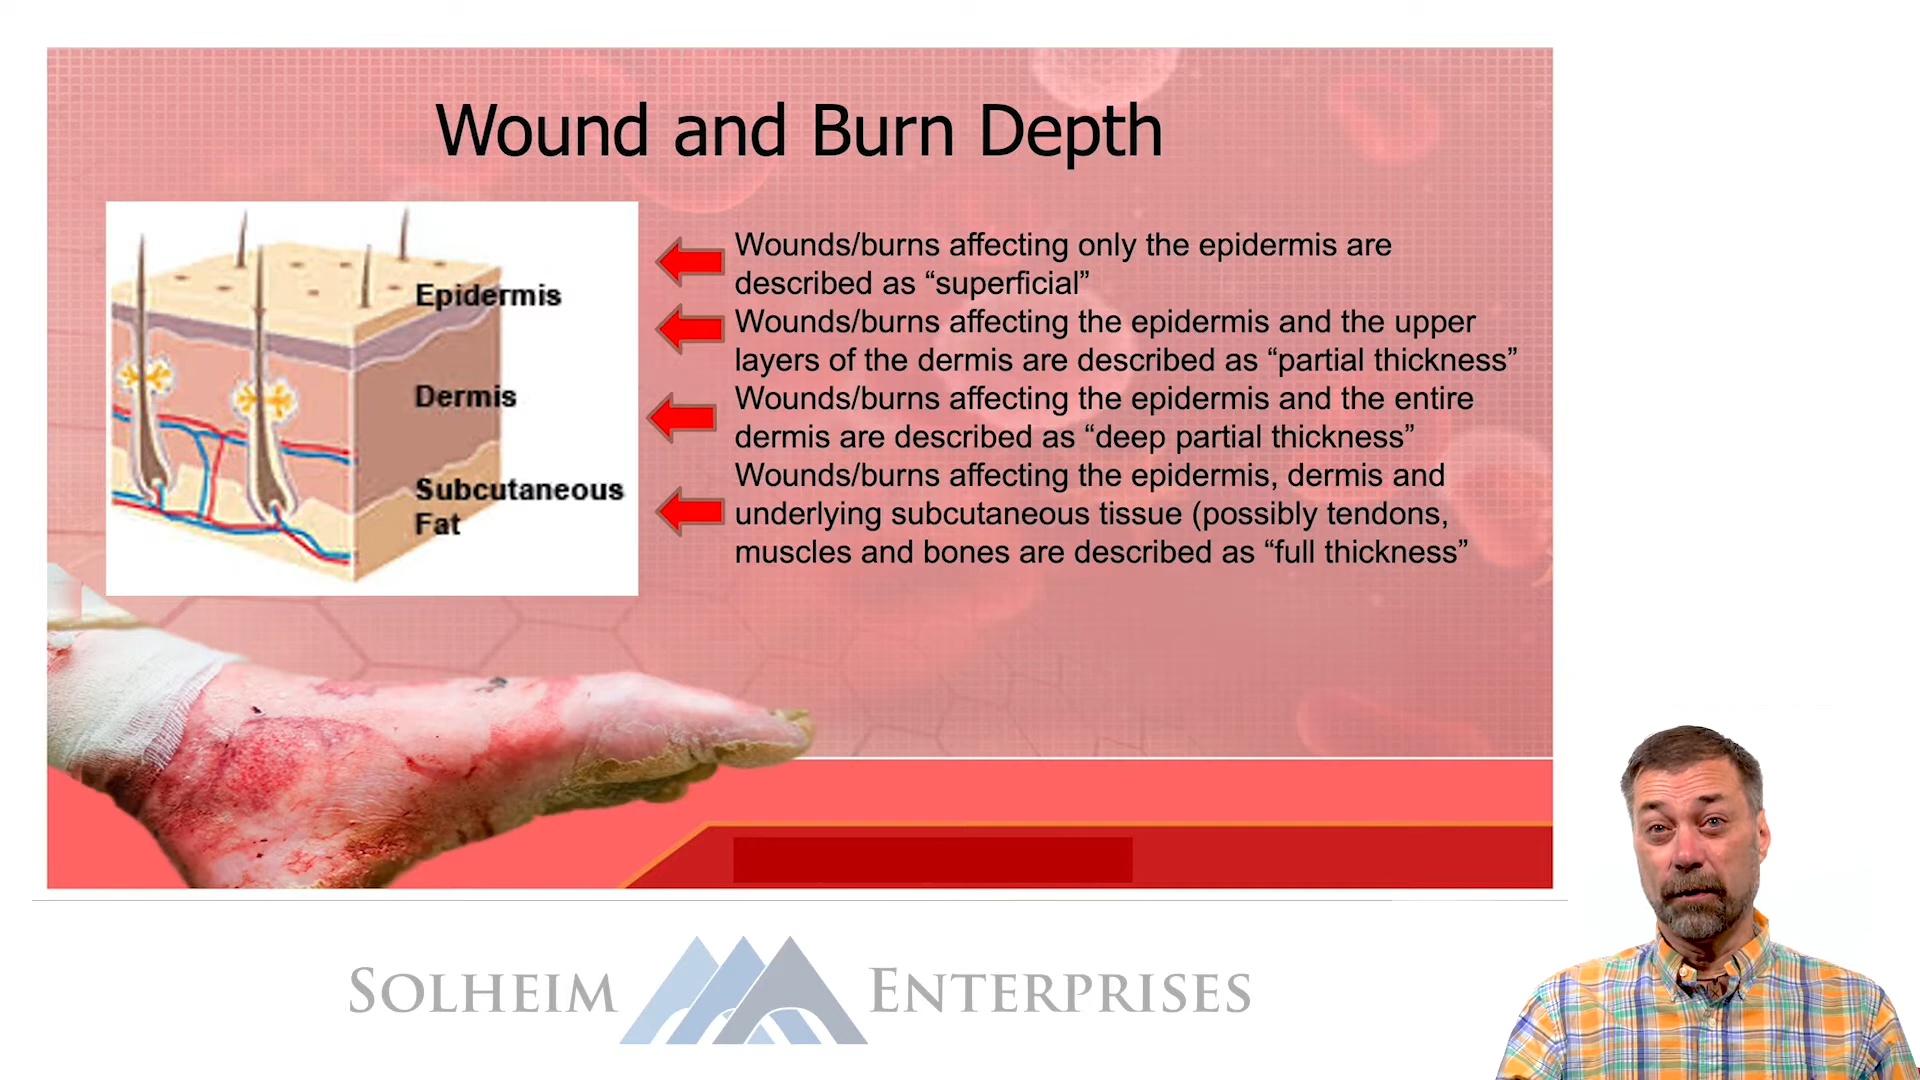 Wound and Burn Depth
Epidermis
Dermis
Subcutaneous
Fat
Wounds/burns affecting only the epidermis are
described as “superficial”
Wounds/burns affecting the epidermis and the upper
layers of the dermis are described as “partial thickness”
Wounds/burns affecting the epidermis and the entire
dermis are described as “deep partial thickness”
Wounds/burns affecting the epidermis, dermis and
underlying subcutaneous tissue (possibly tendons,
muscles and bones are described as “full thickness”
SOLHEIM ENTERPRISES